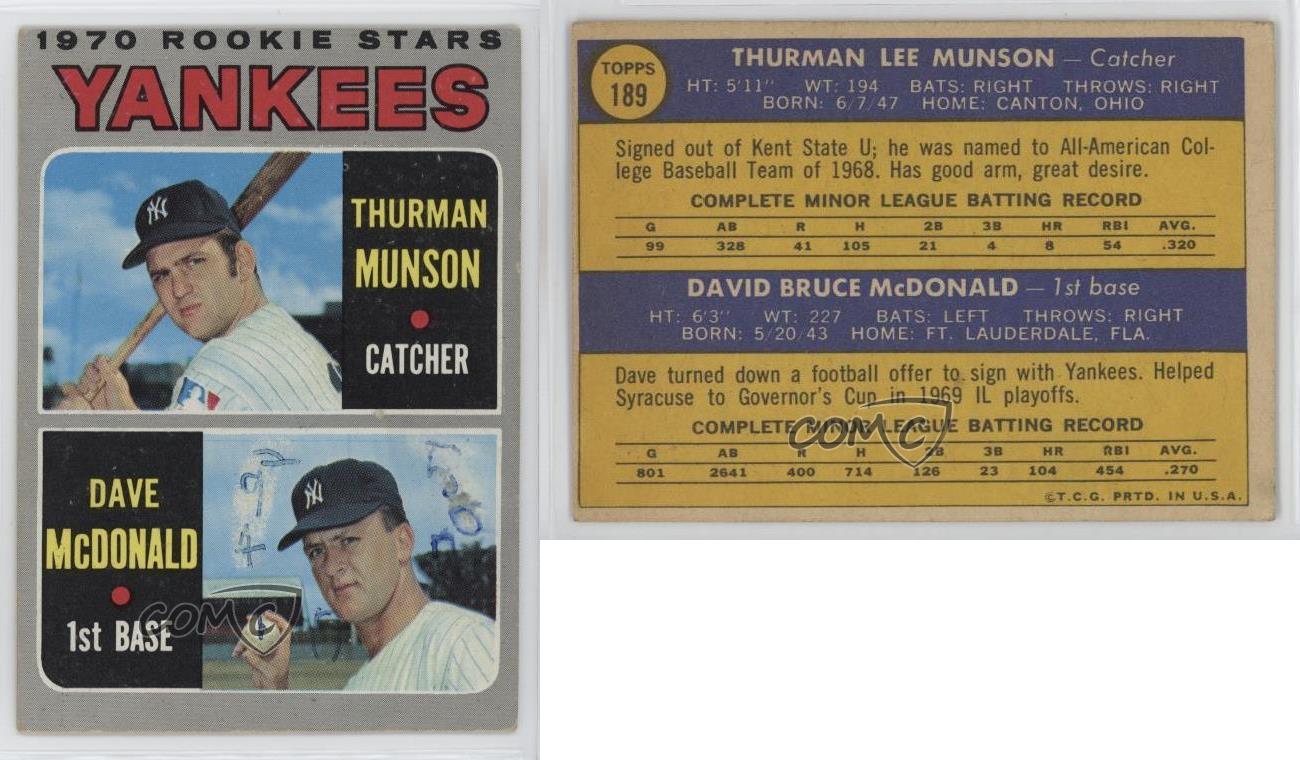 1970 ROOKIE STARS
YANKEES
THURMAN
MUNSON
CATCHER
DAVE
McDONALD
1st BASE
COMC
TOPPS
189
THURMAN LEE MUNSON — Catcher
HT: 5'11" WT: 194 BATS: RIGHT THROWS: RIGHT
BORN: 6/7/47 HOME: CANTON, OHIO
Signed out of Kent State U; he was named to All-American Col-
lege Baseball Team of 1968. Has good arm, great desire.
COMPLETE MINOR LEAGUE BATTING RECORD
G AB R H 2B 3B HR RBI AVG.
99 328 41 105 21 4 8 54 .320
DAVID BRUCE McDONALD — 1st base
HT: 6'3" WT: 227 BATS: LEFT THROWS: RIGHT
BORN: 5/20/43 HOME: FT. LAUDERDALE, FLA.
Dave turned down a football offer to sign with Yankees. Helped
Syracuse to Governor's Cup in 1969 IL playoffs.
COMPLETE MINOR LEAGUE BATTING RECORD
COMC
G AB R H 2B 3B HR RBI AVG.
801 2641 400 714 126 23 104 454 .270
©T.C.G. PRTD. IN U.S.A.